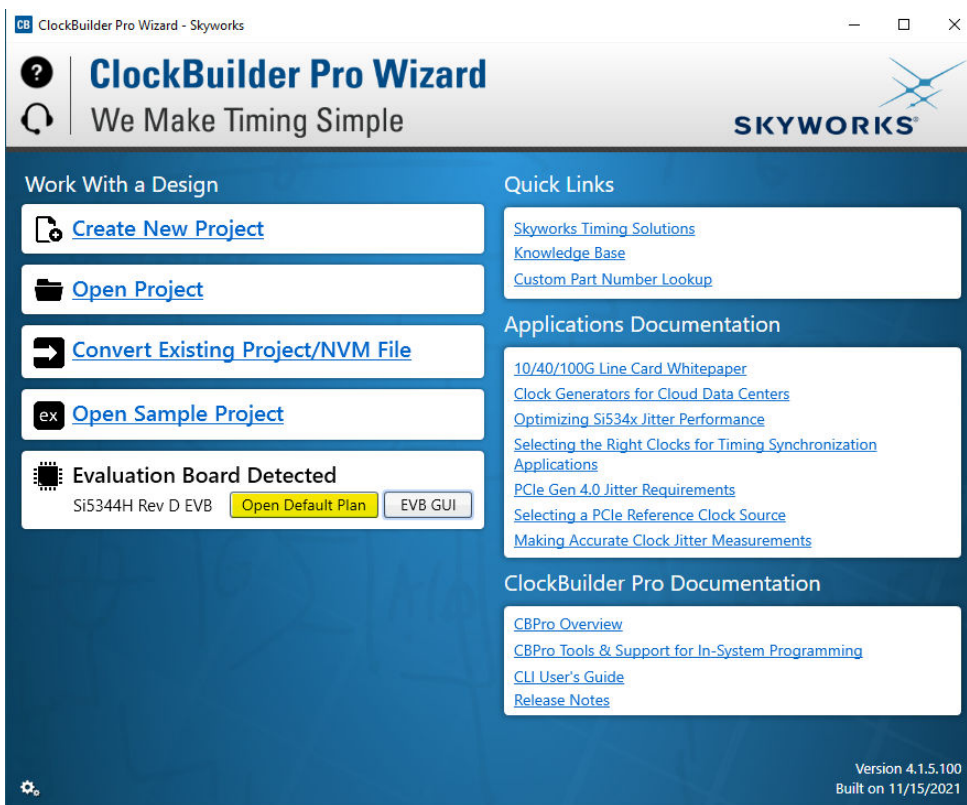 CB ClockBuilder Pro Wizard - Skyworks
?
ClockBuilder Pro Wizard
We Make Timing Simple
SKYWORKS®
Work With a Design
Create New Project
Open Project
Convert Existing Project/NVM File
ex Open Sample Project
Evaluation Board Detected
Si5344H Rev D EVB Open Default Plan EVB GUI
Quick Links
Skyworks Timing Solutions
Knowledge Base
Custom Part Number Lookup
Applications Documentation
10/40/100G Line Card Whitepaper
Clock Generators for Cloud Data Centers
Optimizing Si534x Jitter Performance
Selecting the Right Clocks for Timing Synchronization
Applications
PCIe Gen 4.0 Jitter Requirements
Selecting a PCIe Reference Clock Source
Making Accurate Clock Jitter Measurements
ClockBuilder Pro Documentation
CBPro Overview
CBPro Tools & Support for In-System Programming
CLI User's Guide
Release Notes
Version 4.1.5.100
Built on 11/15/2021